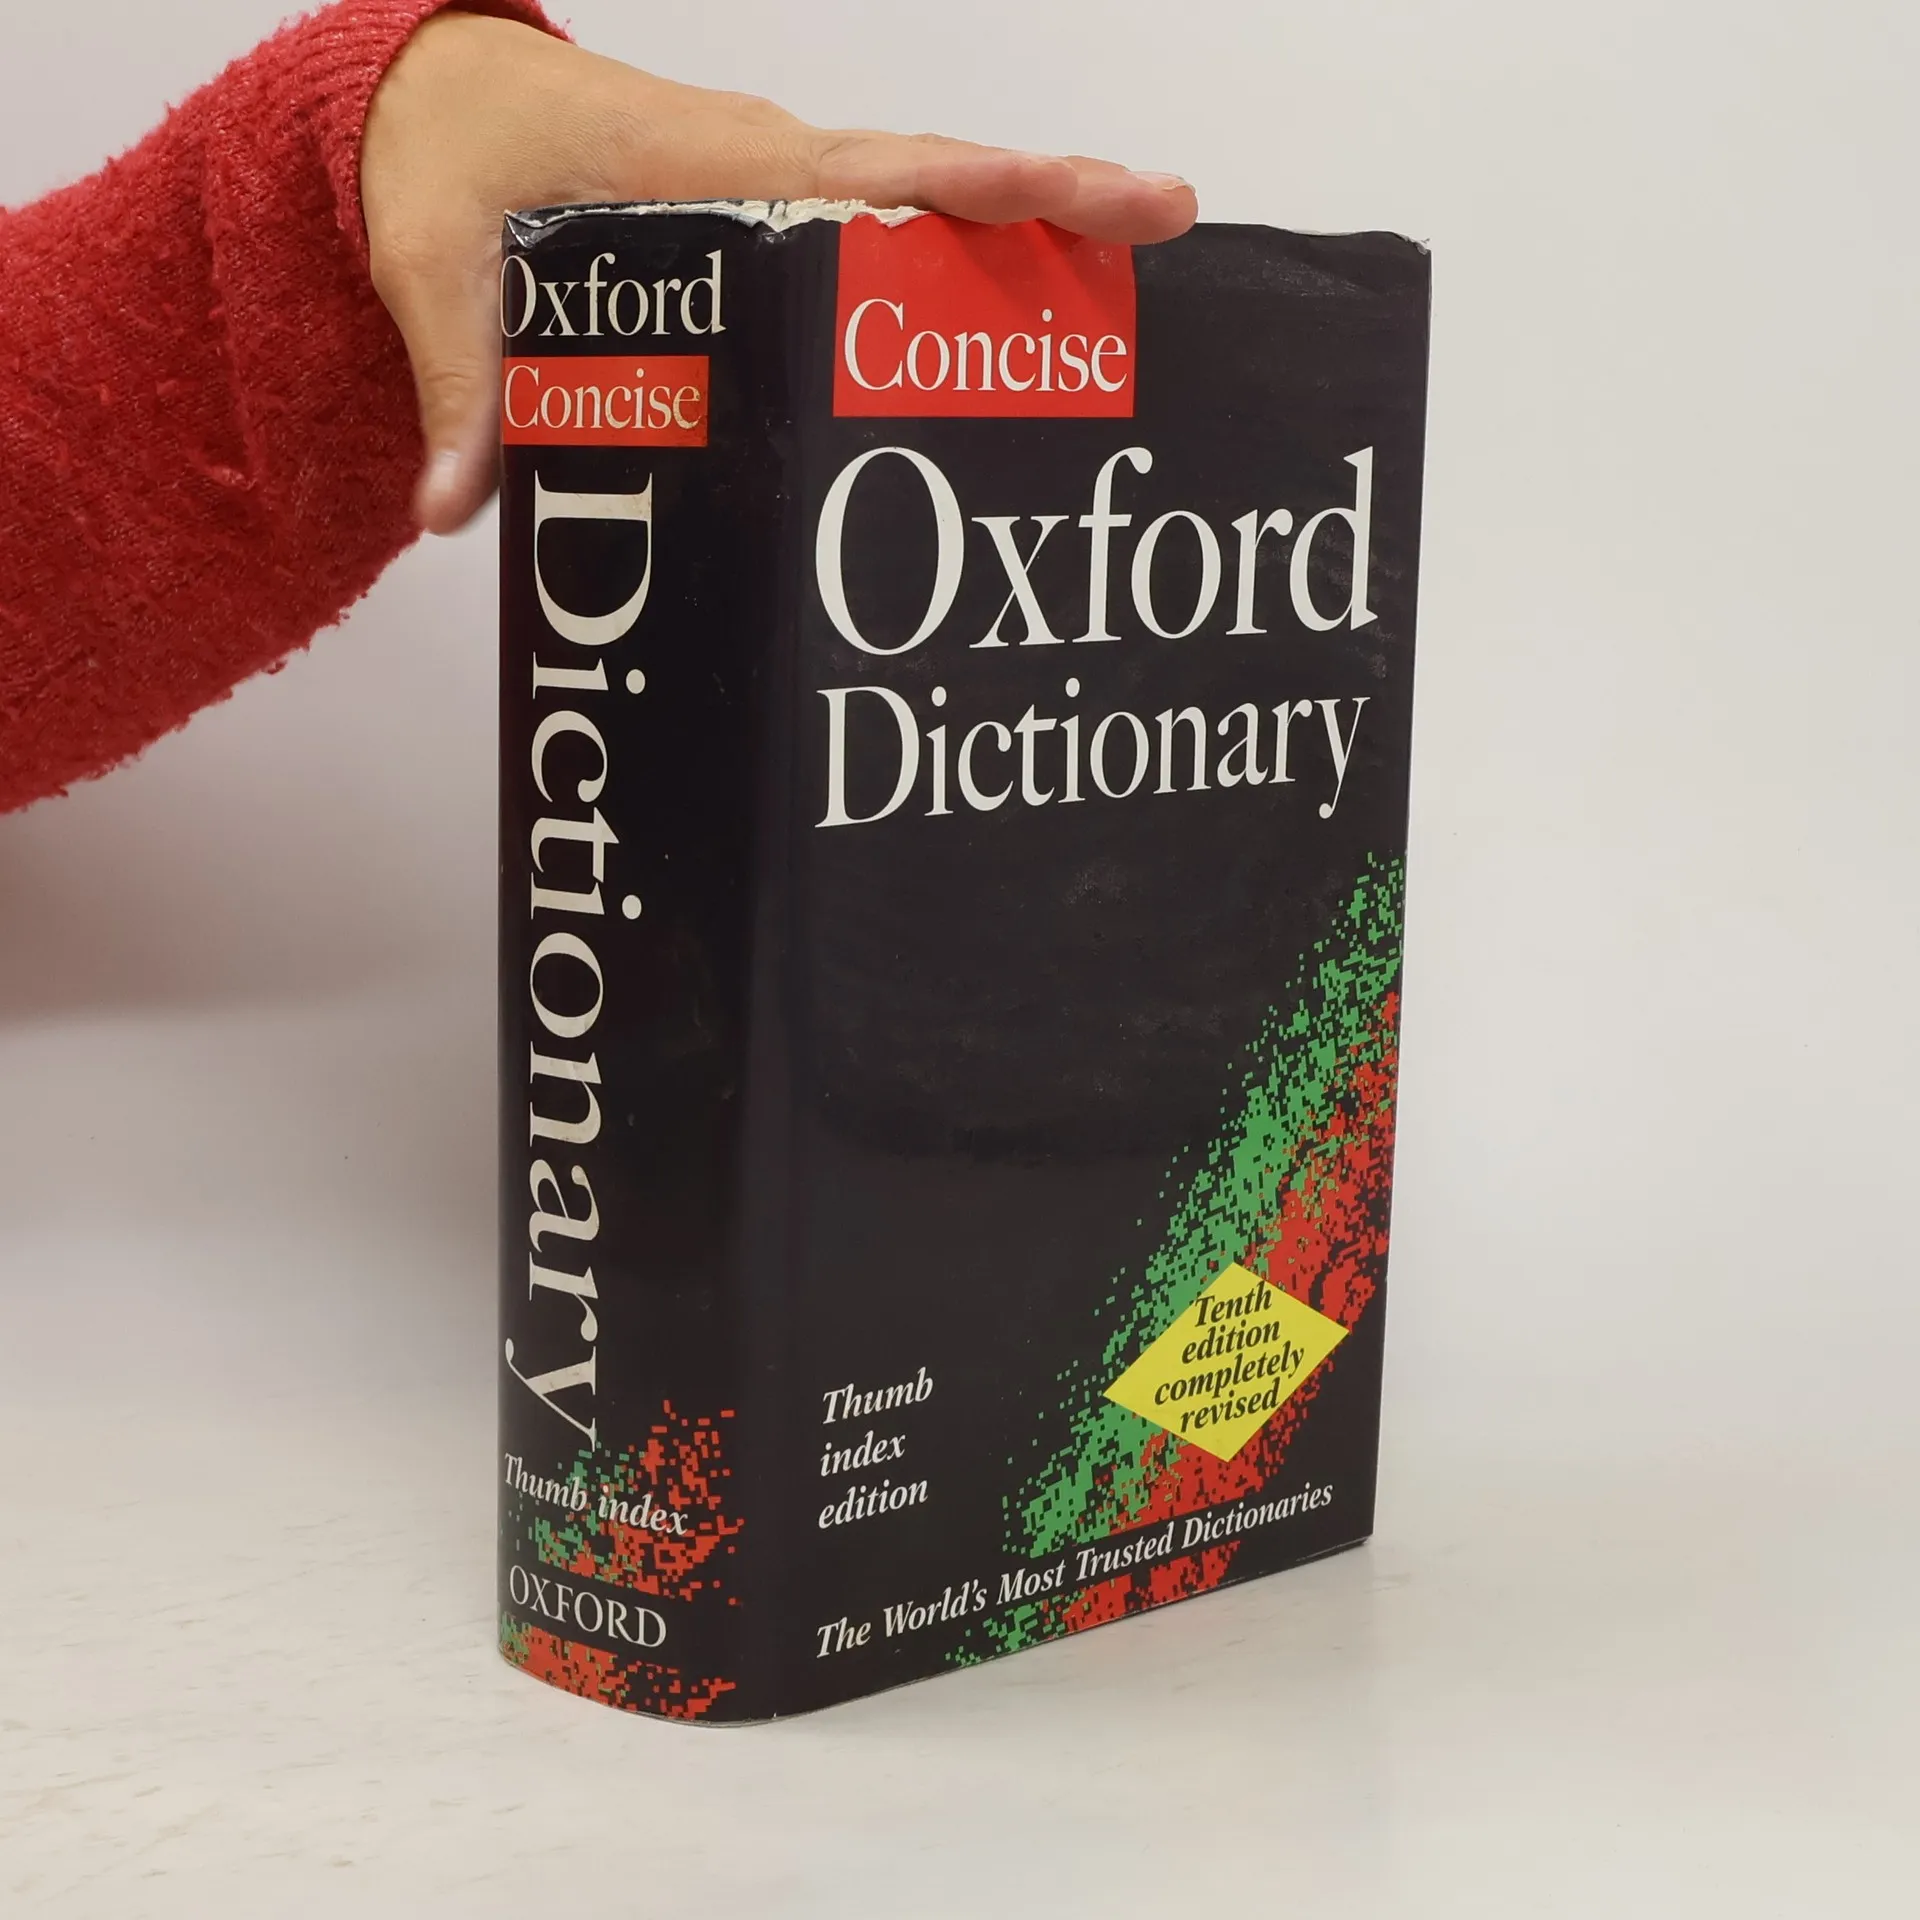 Oxford
Concise
Dictionary
Thumb index
OXFORD
Concise
Oxford
Dictionary
Thumb
index
edition
Tenth
edition
completely
revised
The World's Most Trusted Dictionaries